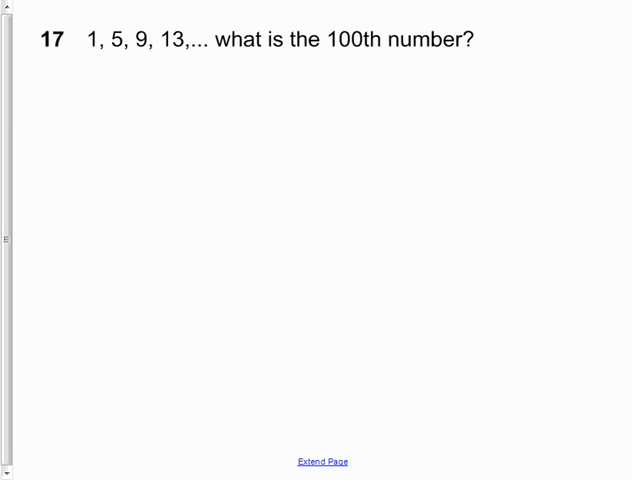 17 1, 5, 9, 13,... what is the 100th number?
Extend Page